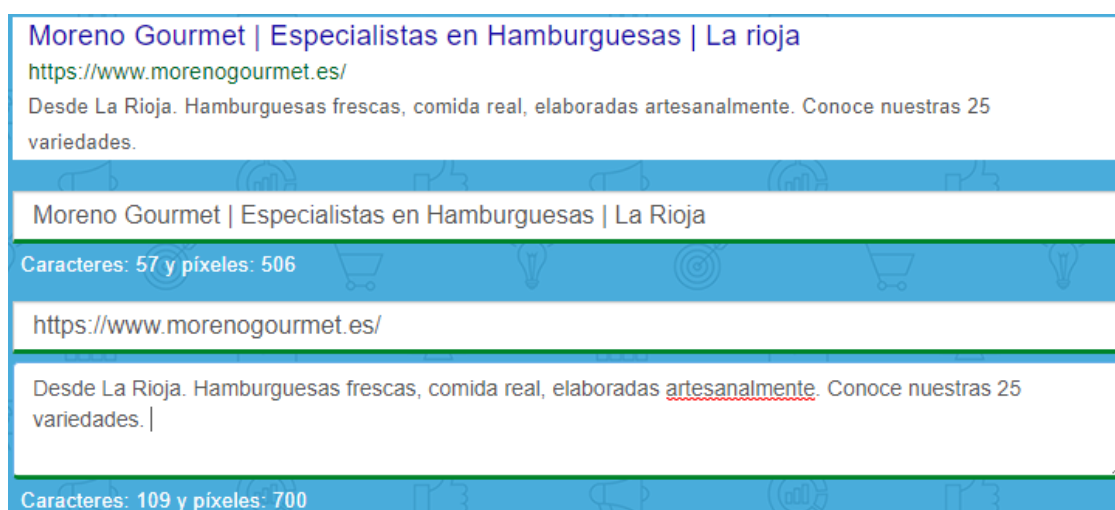 Moreno Gourmet | Especialistas en Hamburguesas | La rioja
https://www.morenogourmet.es/
Desde La Rioja. Hamburguesas frescas, comida real, elaboradas artesanalmente. Conoce nuestras 25
variedades.
Moreno Gourmet | Especialistas en Hamburguesas | La Rioja
Caracteres: 57 y píxeles: 506
https://www.morenogourmet.es/
Desde La Rioja. Hamburguesas frescas, comida real, elaboradas artesanalmente. Conoce nuestras 25
variedades.
Caracteres: 109 y píxeles: 700